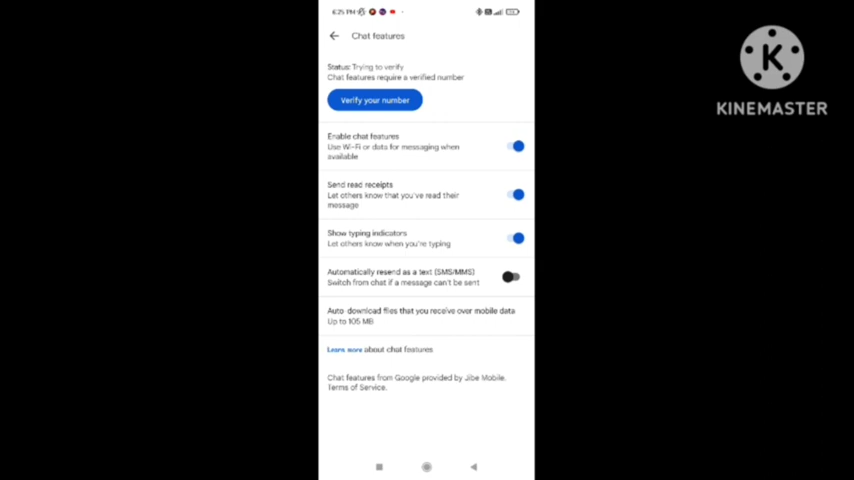 6:25 PM
Chat features
Status: Trying to verify
Chat features require a verified number
Verify your number
Enable chat features
Use Wi-Fi or data for messaging when
available
Send read receipts
Let others know that you've read their
message
Show typing indicators
Let others know when you're typing
Automatically resend as a text (SMS/MMS)
Switch from chat if a message can't be sent
Auto-download files that you receive over mobile data
Up to 105 MB
Learn more about chat features
Chat features from Google provided by Jibe Mobile.
Terms of Service.
K
KINEMASTER